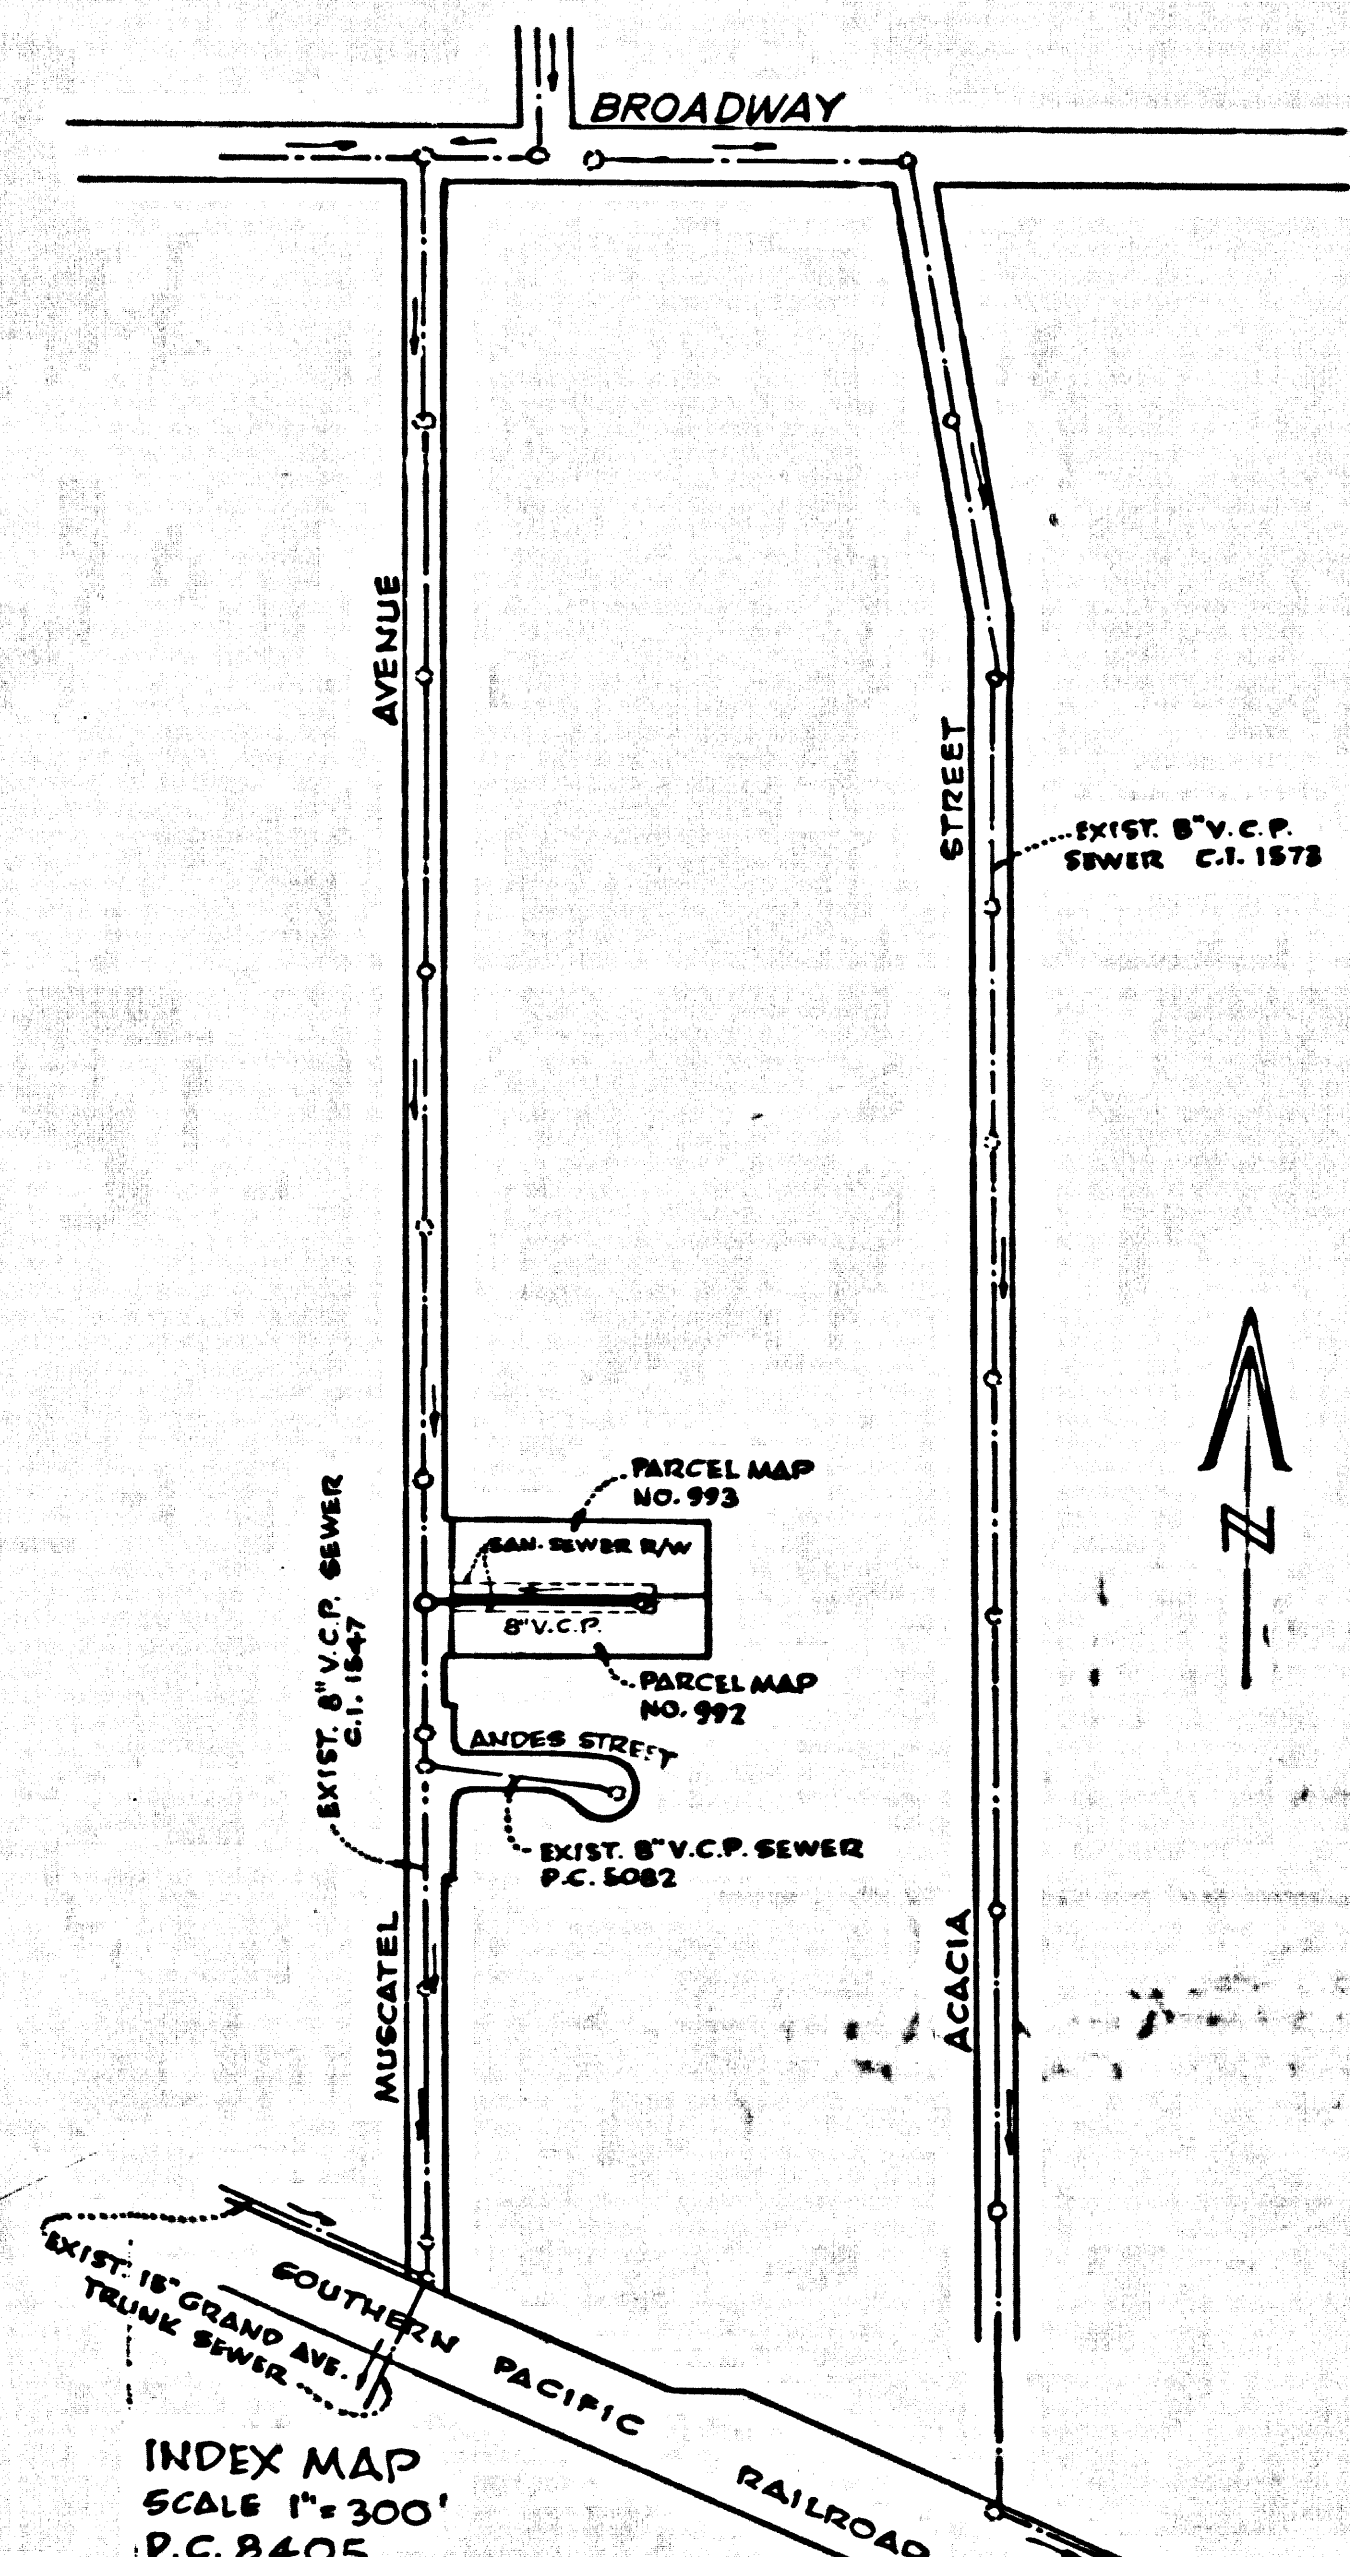 BROADWAY
AVENUE
STREET
EXIST. 8" V.C.P.
SEWER C.I. 1573
PARCEL MAP
NO. 993
SAN. SEWER R/W
8" V.C.P.
PARCEL MAP
NO. 992
EXIST. 8" V.C.P. SEWER
C.I. 1547
ANDES STREET
EXIST. 8" V.C.P. SEWER
P.C. 5082
MUSCATEL
ACACIA
N
EXIST. 18" GRAND AVE.
TRUNK SEWER
SOUTHERN PACIFIC RAILROAD
INDEX MAP
SCALE 1" = 300'
P.C. 8405